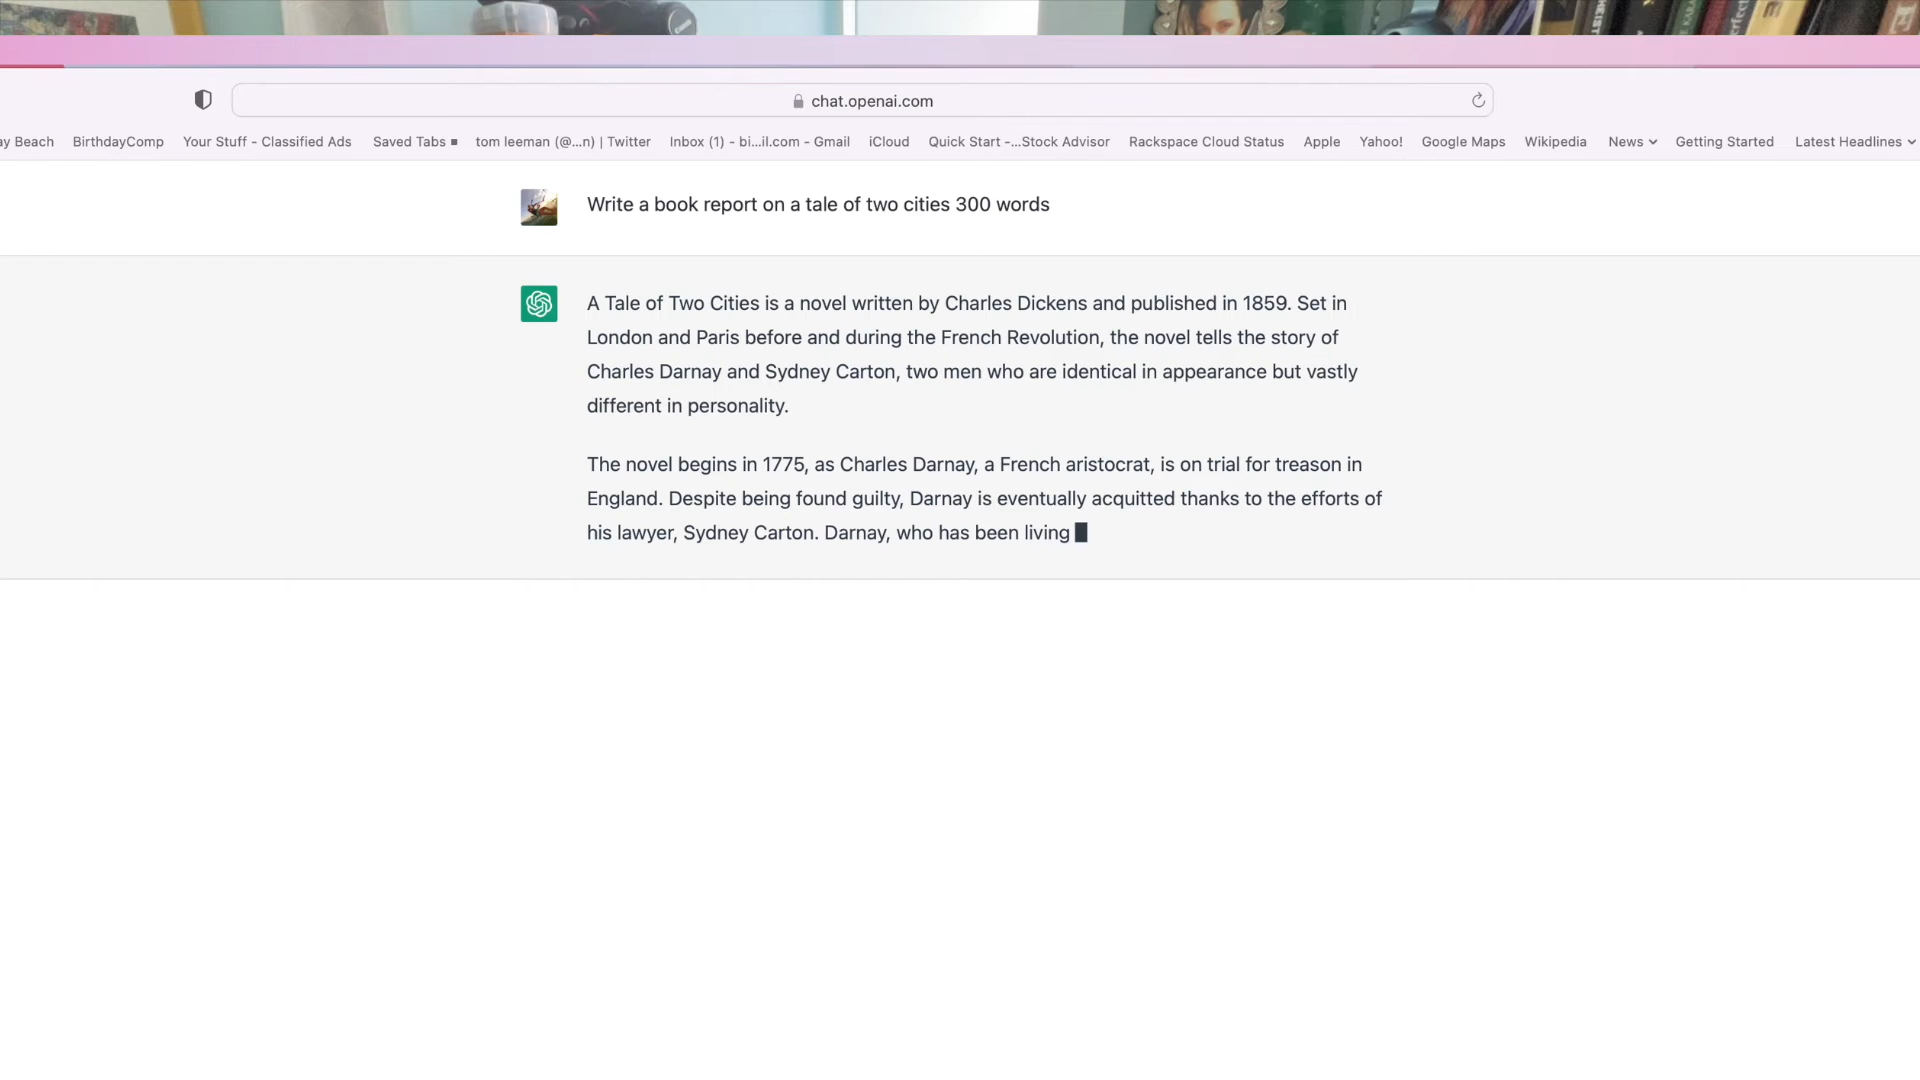 chat.openai.com
ay Beach BirthdayComp Your Stuff - Classified Ads Saved Tabs tom leeman (@...n) | Twitter Inbox (1) - bi...il.com - Gmail iCloud Quick Start -...Stock Advisor Rackspace Cloud Status Apple Yahoo! Google Maps Wikipedia News Getting Started Latest Headlines
Write a book report on a tale of two cities 300 words
A Tale of Two Cities is a novel written by Charles Dickens and published in 1859. Set in
London and Paris before and during the French Revolution, the novel tells the story of
Charles Darnay and Sydney Carton, two men who are identical in appearance but vastly
different in personality.
The novel begins in 1775, as Charles Darnay, a French aristocrat, is on trial for treason in
England. Despite being found guilty, Darnay is eventually acquitted thanks to the efforts of
his lawyer, Sydney Carton. Darnay, who has been living